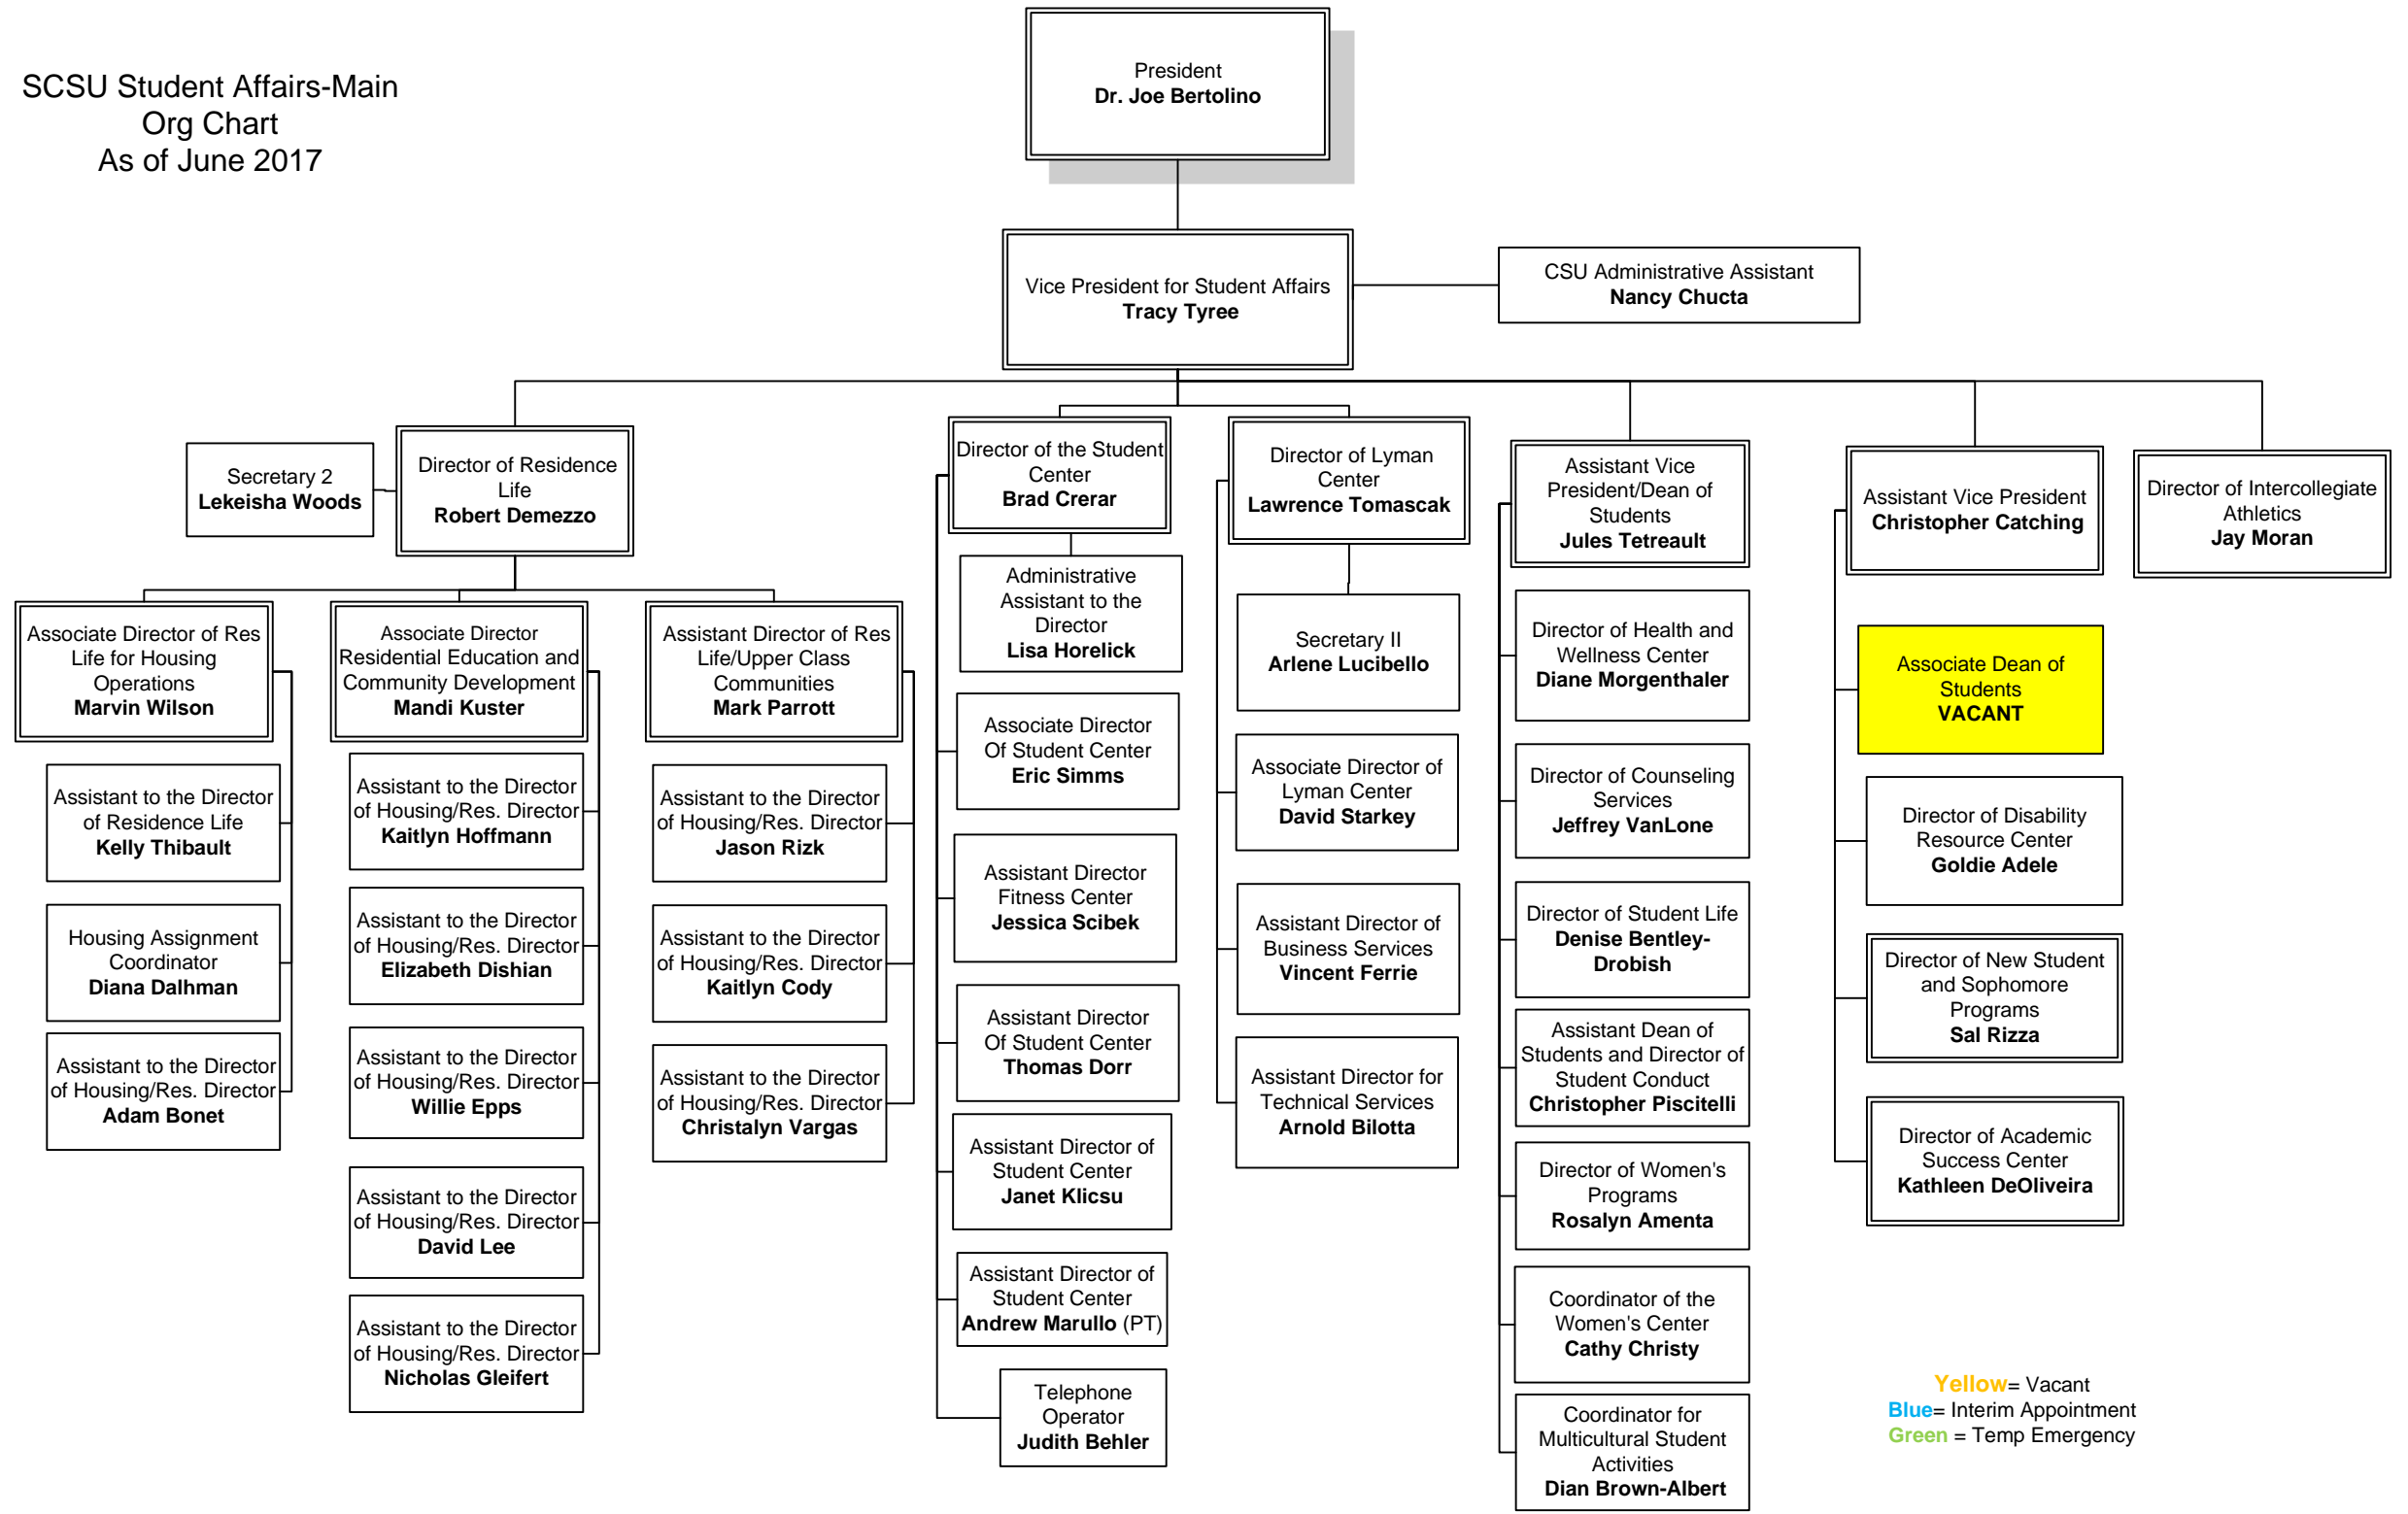 SCSU Student Affairs-Main
Org Chart
As of June 2017
President
Dr. Joe Bertolino
Vice President for Student Affairs
Tracy Tyree
CSU Administrative Assistant
Nancy Chucta
Secretary 2
Lekeisha Woods
Director of Residence
Life
Robert Demezzo
Director of the Student
Center
Brad Crerar
Director of Lyman
Center
Lawrence Tomascak
Assistant Vice
President/Dean of
Students
Jules Tetreault
Assistant Vice President
Christopher Catching
Director of Intercollegiate
Athletics
Jay Moran
Associate Director of Res
Life for Housing
Operations
Marvin Wilson
Assistant to the Director
of Residence Life
Kelly Thibault
Housing Assignment
Coordinator
Diana Dalhman
Assistant to the Director
of Housing/Res. Director
Adam Bonet
Associate Director
Residential Education and
Community Development
Mandi Kuster
Assistant to the Director
of Housing/Res. Director
Kaitlyn Hoffmann
Assistant to the Director
of Housing/Res. Director
Elizabeth Dishian
Assistant to the Director
of Housing/Res. Director
Willie Epps
Assistant to the Director
of Housing/Res. Director
David Lee
Assistant to the Director
of Housing/Res. Director
Nicholas Gleifert
Assistant Director of Res
Life/Upper Class
Communities
Mark Parrott
Assistant to the Director
of Housing/Res. Director
Jason Rizk
Assistant to the Director
of Housing/Res. Director
Kaitlyn Cody
Assistant to the Director
of Housing/Res. Director
Christalyn Vargas
Administrative
Assistant to the
Director
Lisa Horelick
Associate Director
Of Student Center
Eric Simms
Assistant Director
Fitness Center
Jessica Scibek
Assistant Director
Of Student Center
Thomas Dorr
Assistant Director of
Student Center
Janet Klicsu
Assistant Director of
Student Center
Andrew Marullo (PT)
Telephone
Operator
Judith Behler
Secretary II
Arlene Lucibello
Associate Director of
Lyman Center
David Starkey
Assistant Director of
Business Services
Vincent Ferrie
Assistant Director for
Technical Services
Arnold Bilotta
Director of Health and
Wellness Center
Diane Morgenthaler
Director of Counseling
Services
Jeffrey VanLone
Director of Student Life
Denise Bentley-
Drobish
Assistant Dean of
Students and Director of
Student Conduct
Christopher Piscitelli
Director of Women's
Programs
Rosalyn Amenta
Coordinator of the
Women's Center
Cathy Christy
Coordinator for
Multicultural Student
Activities
Dian Brown-Albert
Associate Dean of
Students
VACANT
Director of Disability
Resource Center
Goldie Adele
Director of New Student
and Sophomore
Programs
Sal Rizza
Director of Academic
Success Center
Kathleen DeOliveira
Yellow= Vacant
Blue= Interim Appointment
Green = Temp Emergency